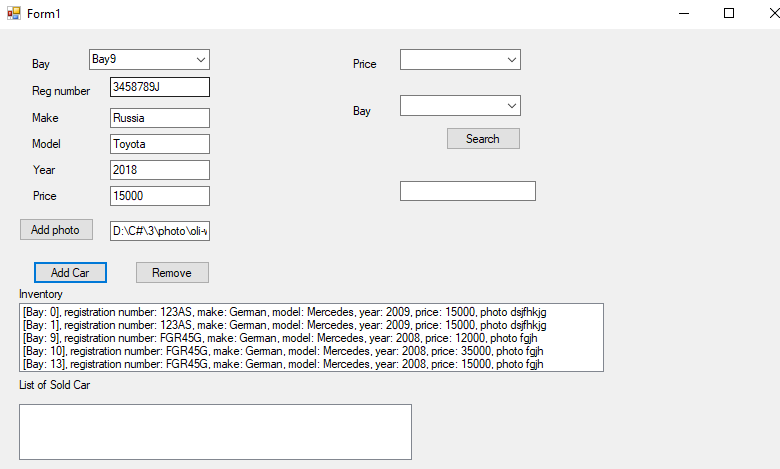 Form1
Bay Bay9
Reg number 3458789J
Make Russia
Model Toyota
Year 2018
Price 15000
Add photo D:\C#\3\photo\oli-
Add Car Remove
Price
Bay
Search
Inventory
[Bay: 0], registration number: 123AS, make: German, model: Mercedes, year: 2009, price: 15000, photo dsjfhkjg
[Bay: 1], registration number: 123AS, make: German, model: Mercedes, year: 2009, price: 15000, photo dsjfhkjg
[Bay: 9], registration number: FGR45G, make: German, model: Mercedes, year: 2008, price: 12000, photo fgjh
[Bay: 10], registration number: FGR45G, make: German, model: Mercedes, year: 2008, price: 35000, photo fgjh
[Bay: 13], registration number: FGR45G, make: German, model: Mercedes, year: 2008, price: 15000, photo fgjh
List of Sold Car